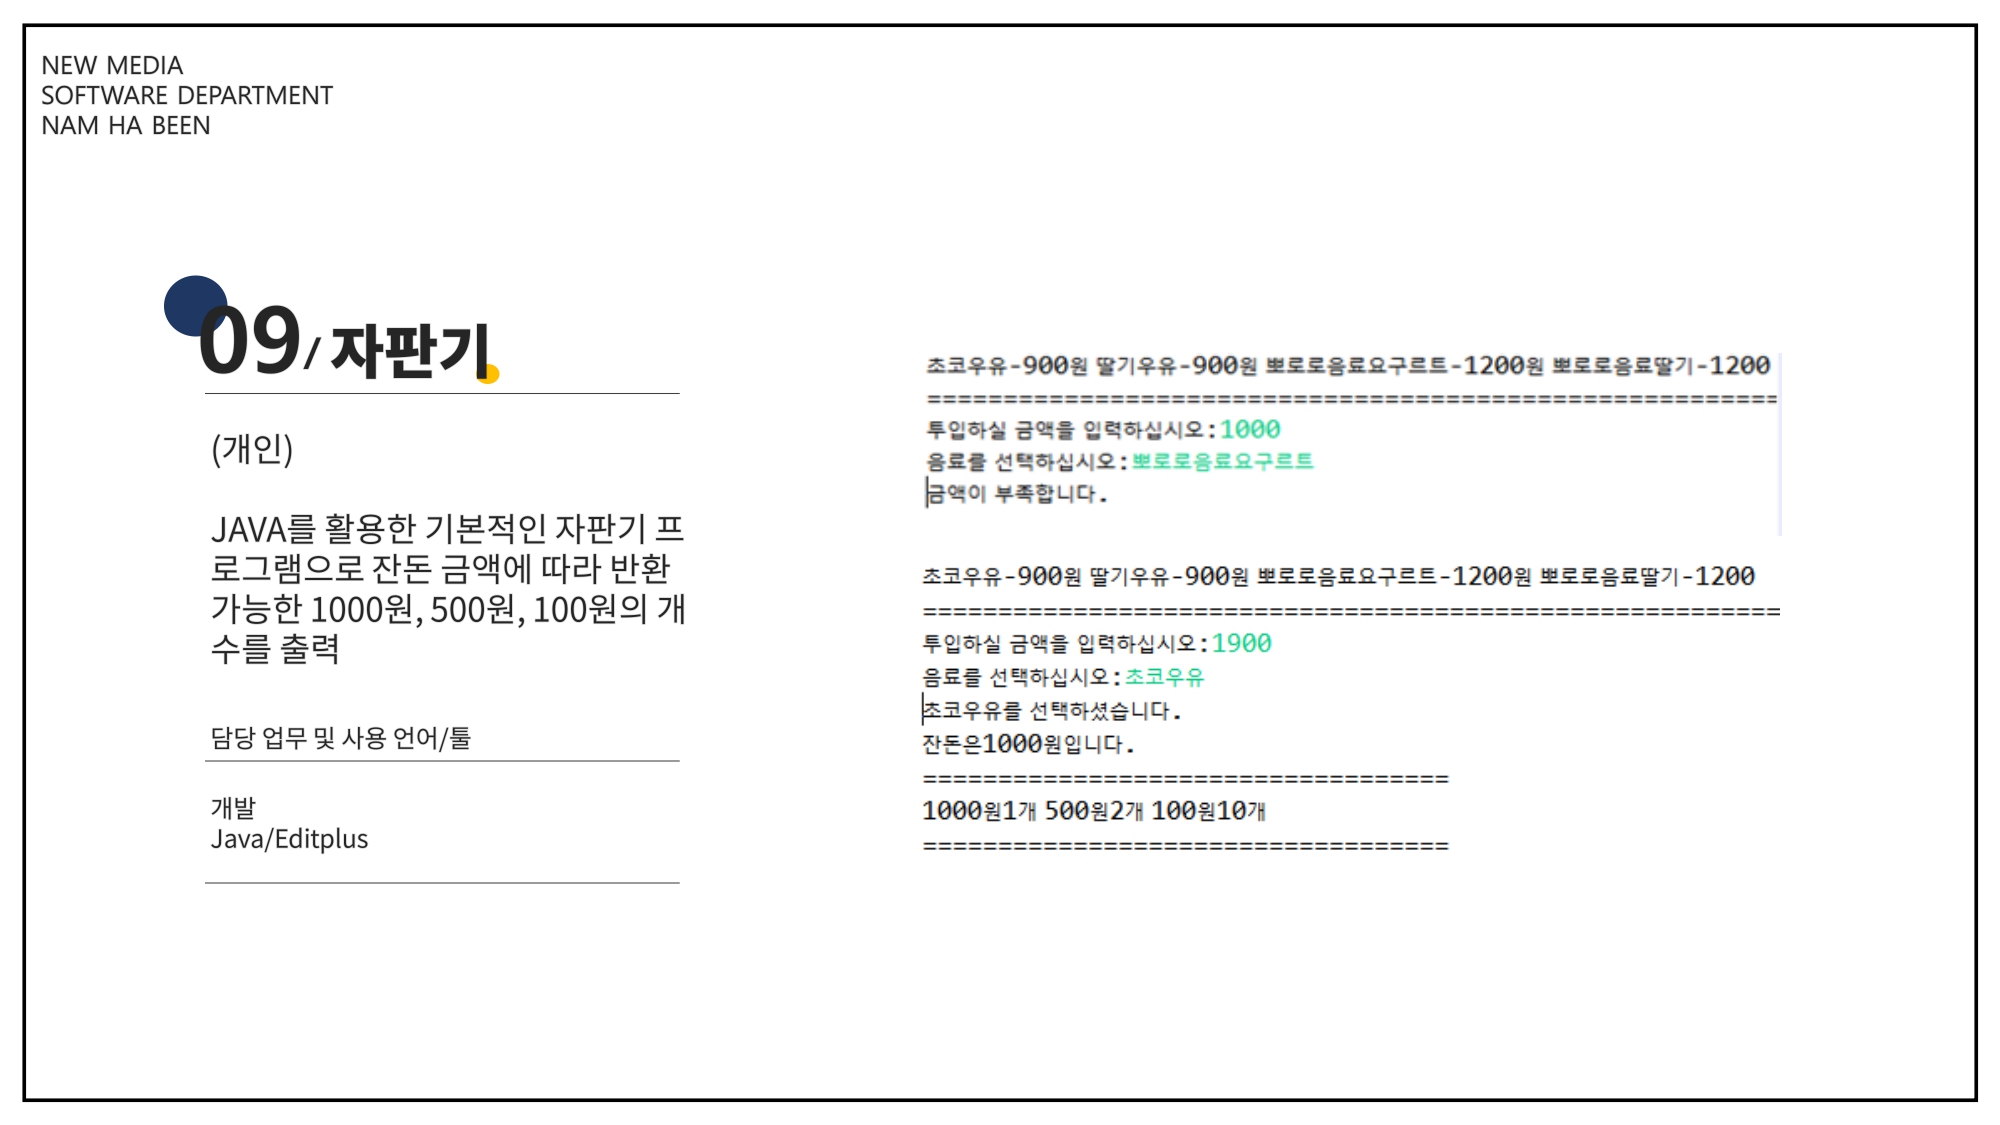 NEW MEDIA
SOFTWARE DEPARTMENT
NAM HA BEEN
09/ 자판기
(개인)
JAVA를 활용한 기본적인 자판기 프
로그램으로 잔돈 금액에 따라 반환
가능한 1000원, 500원, 100원의 개
수를 출력
담당 업무 및 사용 언어/툴
개발
Java/Editplus
초코우유-900원 딸기우유-900원 뽀로로음료요구르트-1200원 뽀로로음료딸기-1200
========================================================
투입하실 금액을 입력하십시오:1000
음료를 선택하십시오:뽀로로음료요구르트
금액이 부족합니다.
초코우유-900원 딸기우유-900원 뽀로로음료요구르트-1200원 뽀로로음료딸기-1200
=========================================================
투입하실 금액을 입력하십시오:1900
음료를 선택하십시오:초코우유
초코우유를 선택하셨습니다.
잔돈은1000원입니다.
===================================
1000원1개 500원2개 100원10개
===================================